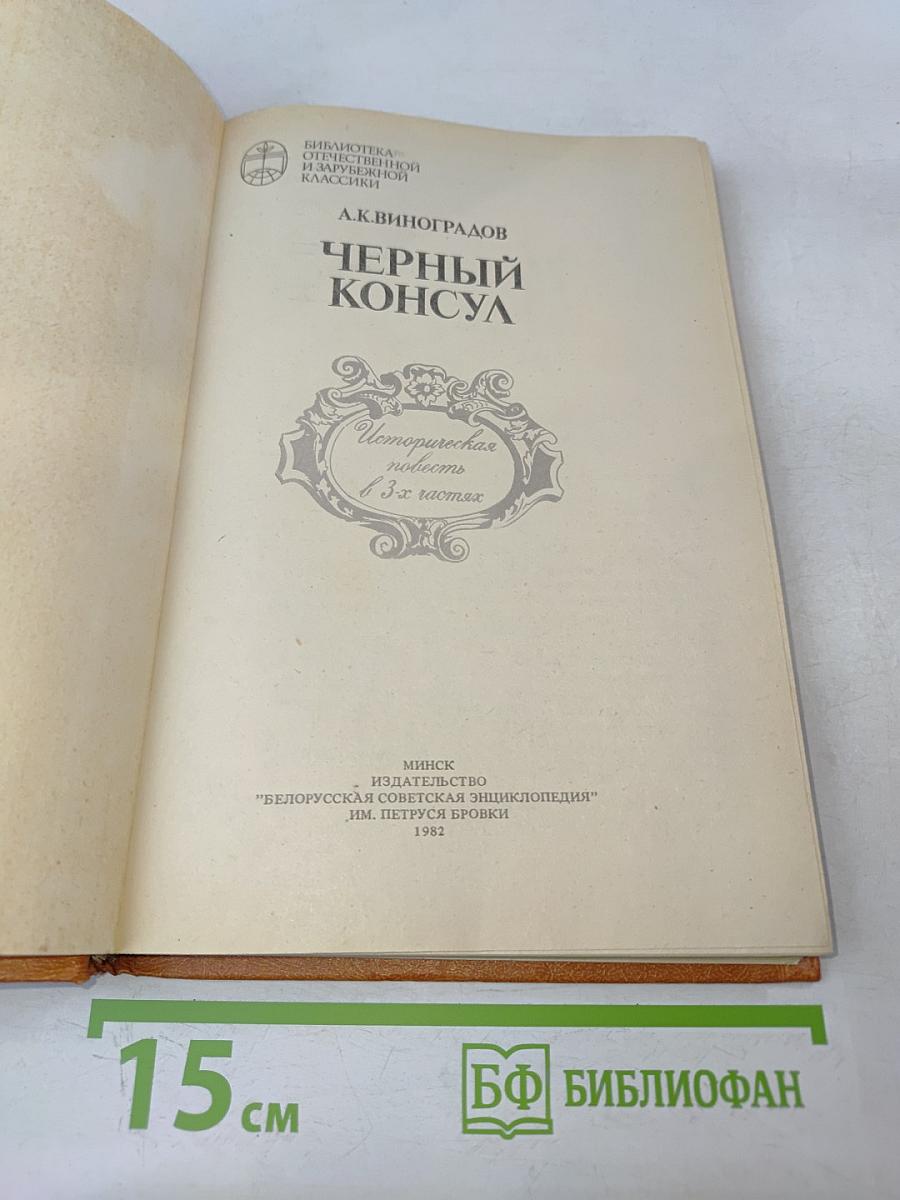 БИБЛИОТЕКА
ОТЕЧЕСТВЕННОЙ
И ЗАРУБЕЖНОЙ
КЛАССИКИ
А.К.ВИНОГРАДОВ
ЧЕРНЫЙ
КОНСУЛ
Историческая
повесть
в 3-х частях
МИНСК
ИЗДАТЕЛЬСТВО
"БЕЛОРУССКАЯ СОВЕТСКАЯ ЭНЦИКЛОПЕДИЯ"
ИМ. ПЕТРУСЯ БРОВКИ
1982
15 см
БФ БИБЛИОФАН